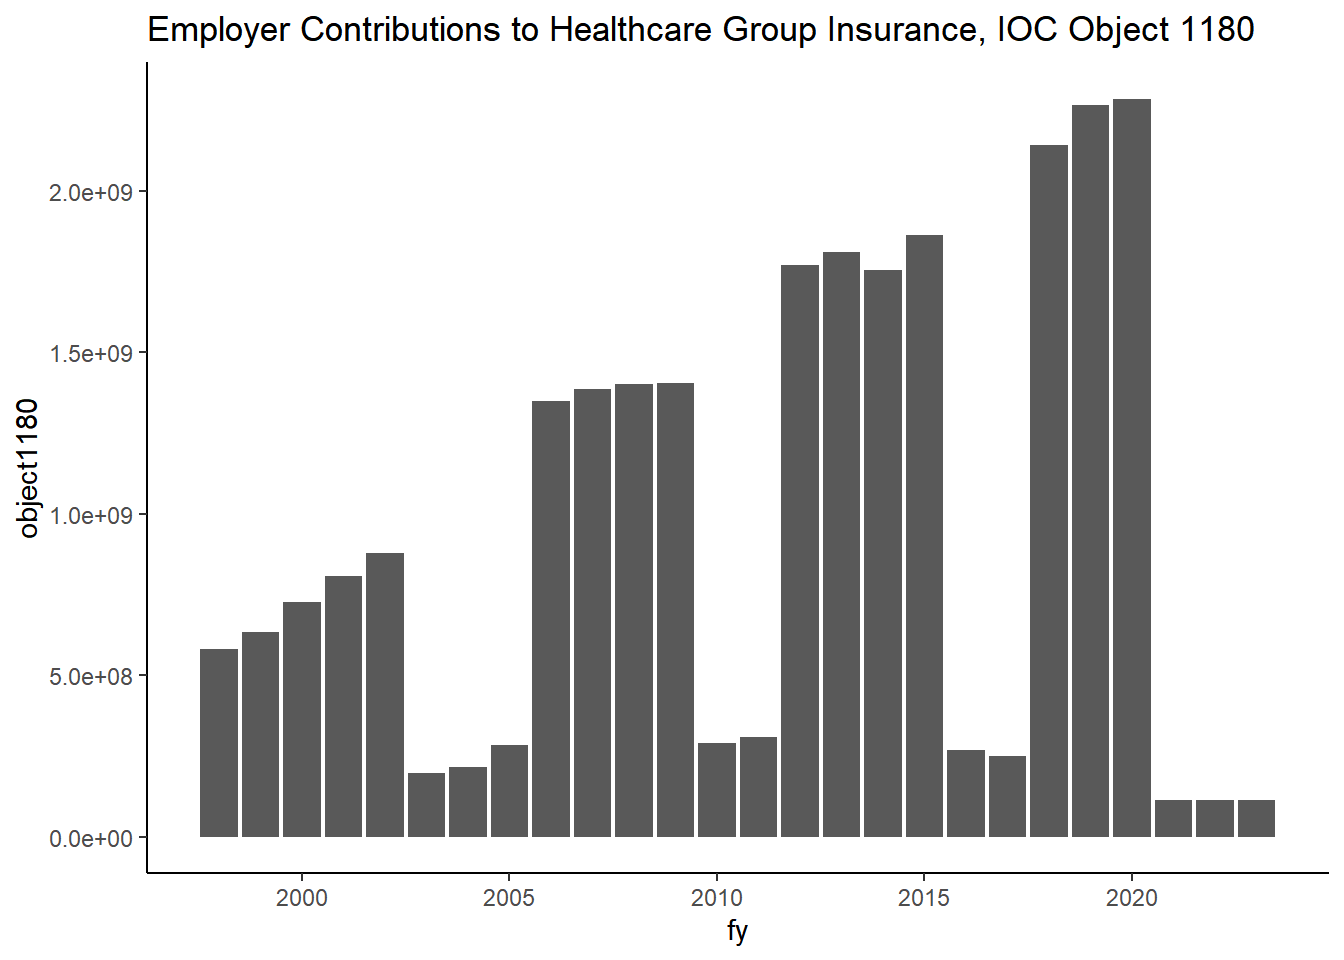 Employer Contributions to Healthcare Group Insurance, IOC Object 1180
object1180
2.0e+09
1.5e+09
1.0e+09
5.0e+08
0.0e+00
2000 2005 2010 2015 2020
fy